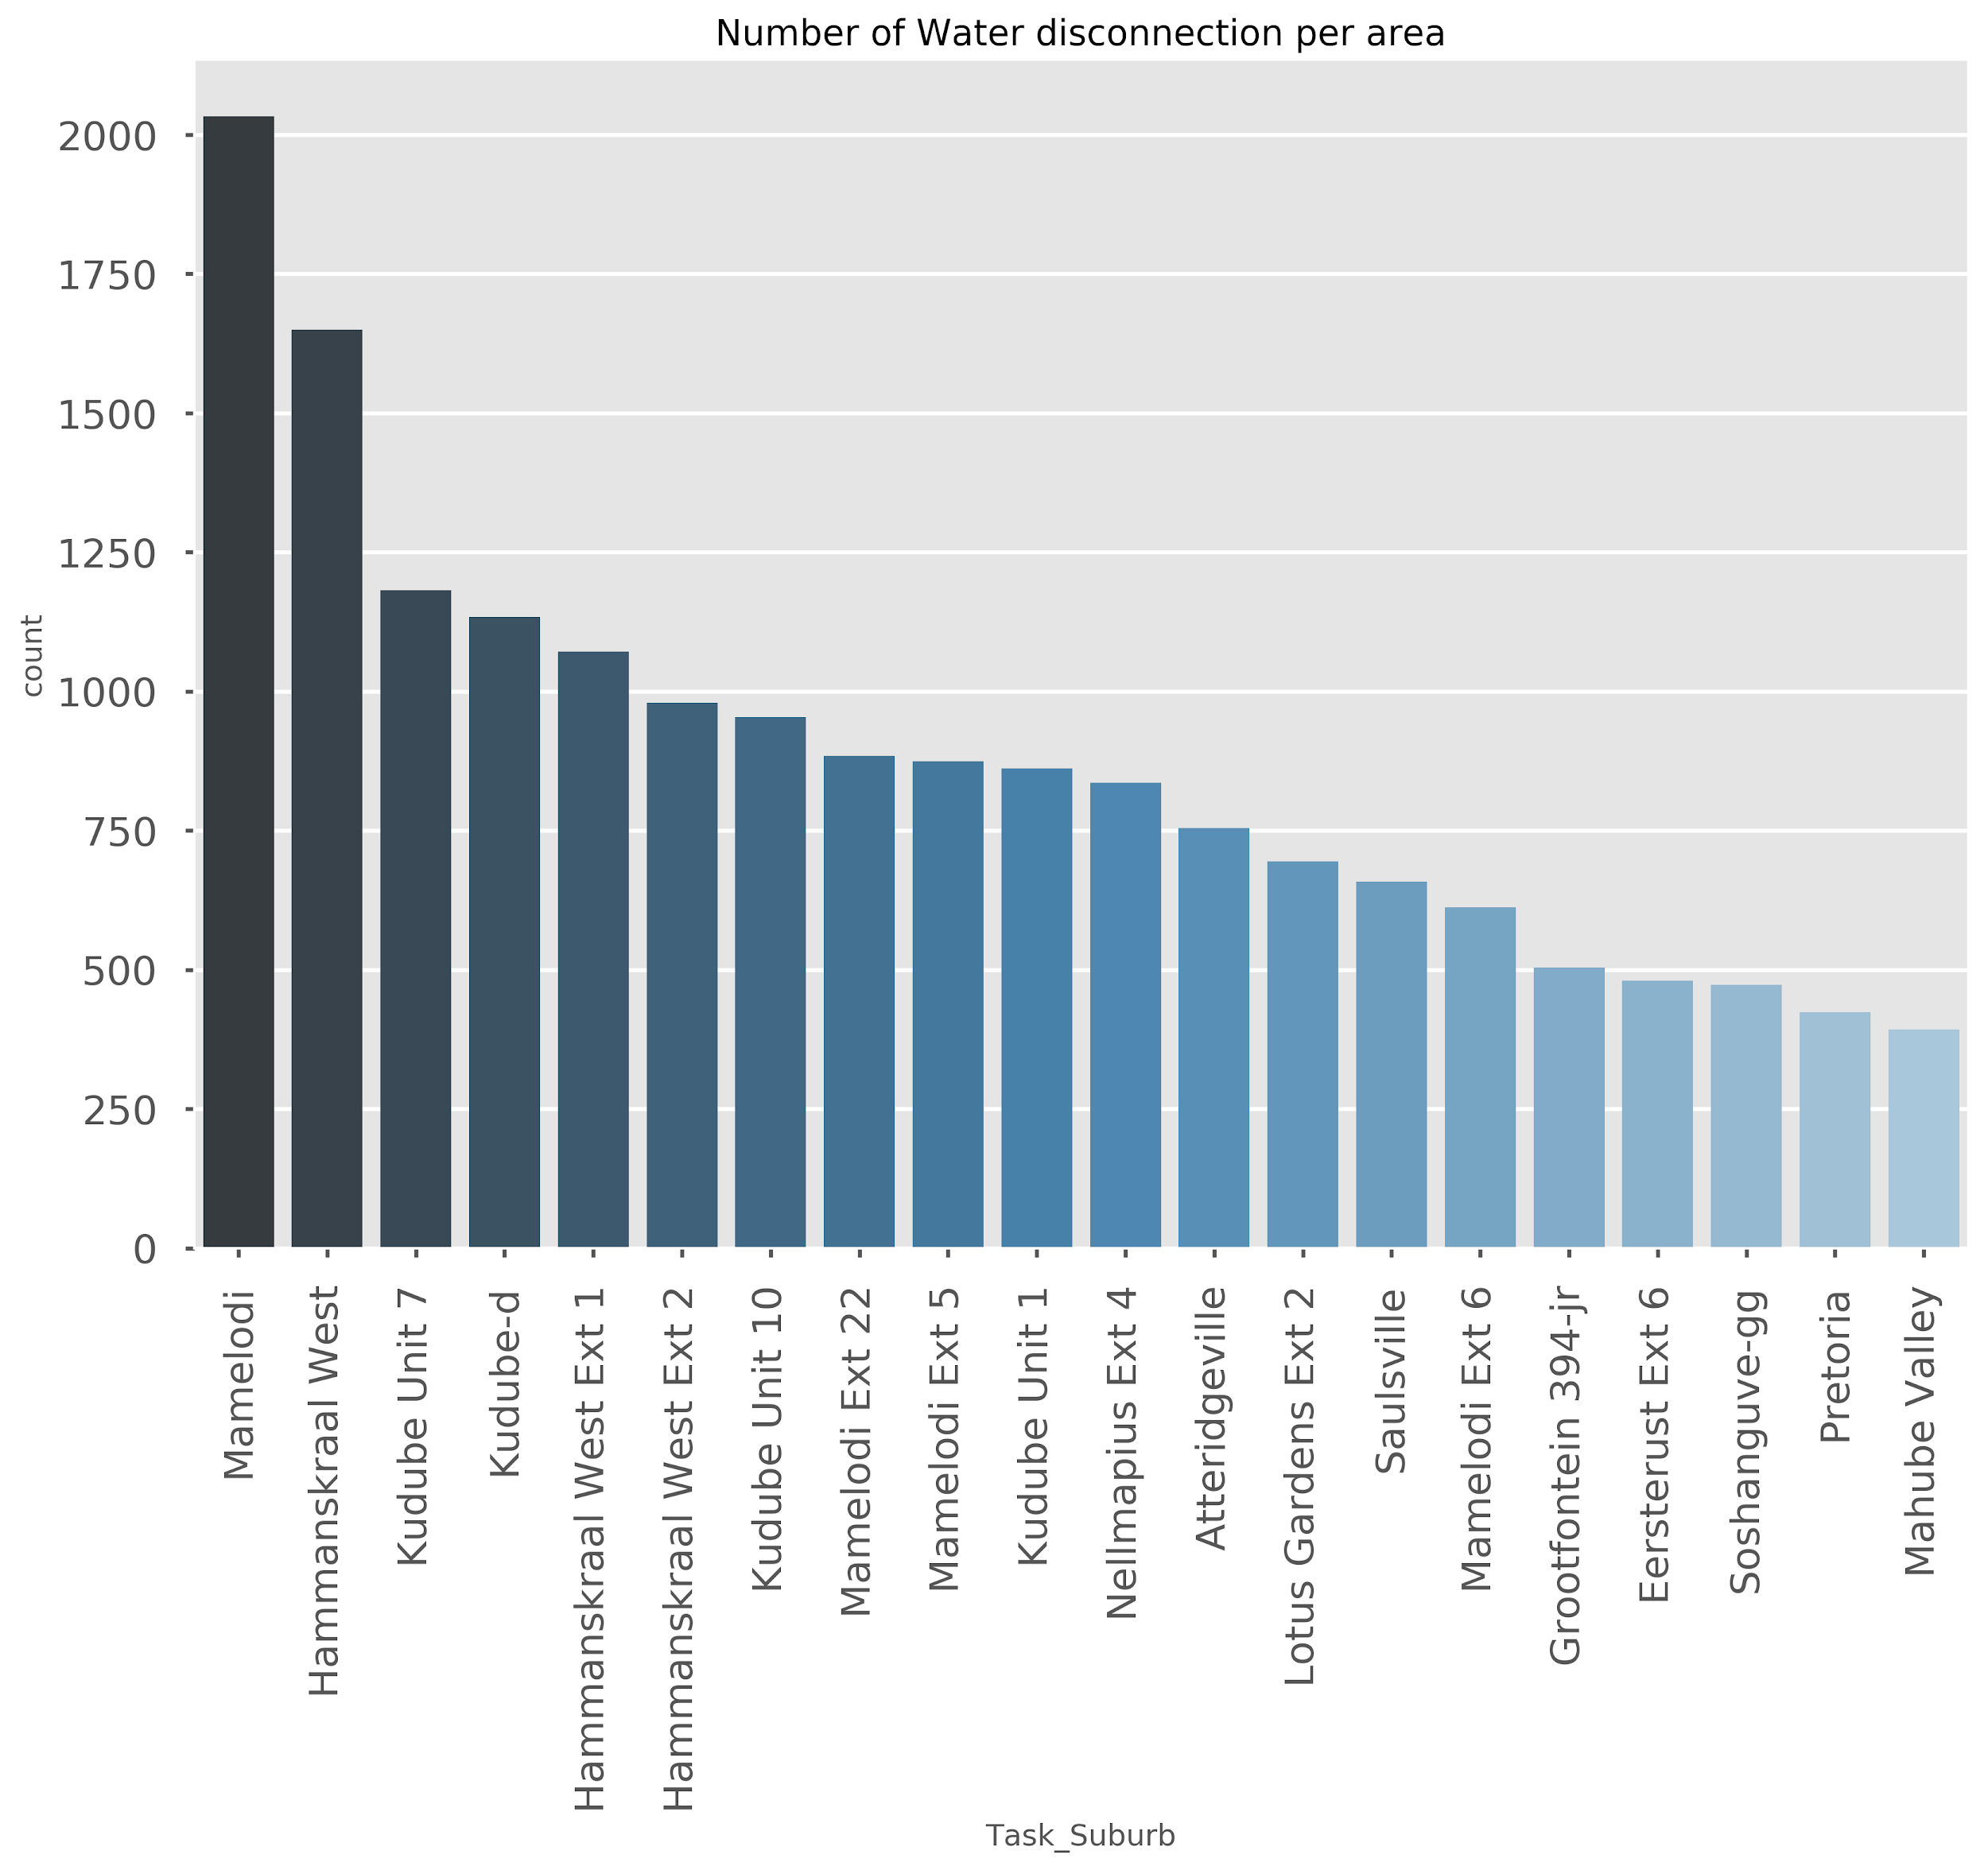 Number of Water disconnection per area
2000
1750
1500
1250
1000
750
500
250
0
count
Mamelodi
Hammanskraal West
Kudube Unit 7
Kudube-d
Hammanskraal West Ext 1
Hammanskraal West Ext 2
Kudube Unit 10
Mamelodi Ext 22
Mamelodi Ext 5
Kudube Unit 1
Nellmapius Ext 4
Atteridgeville
Lotus Gardens Ext 2
Saulsville
Mamelodi Ext 6
Grootfontein 394-jr
Eersterust Ext 6
Soshanguve-gg
Pretoria
Mahube Valley
Task_Suburb